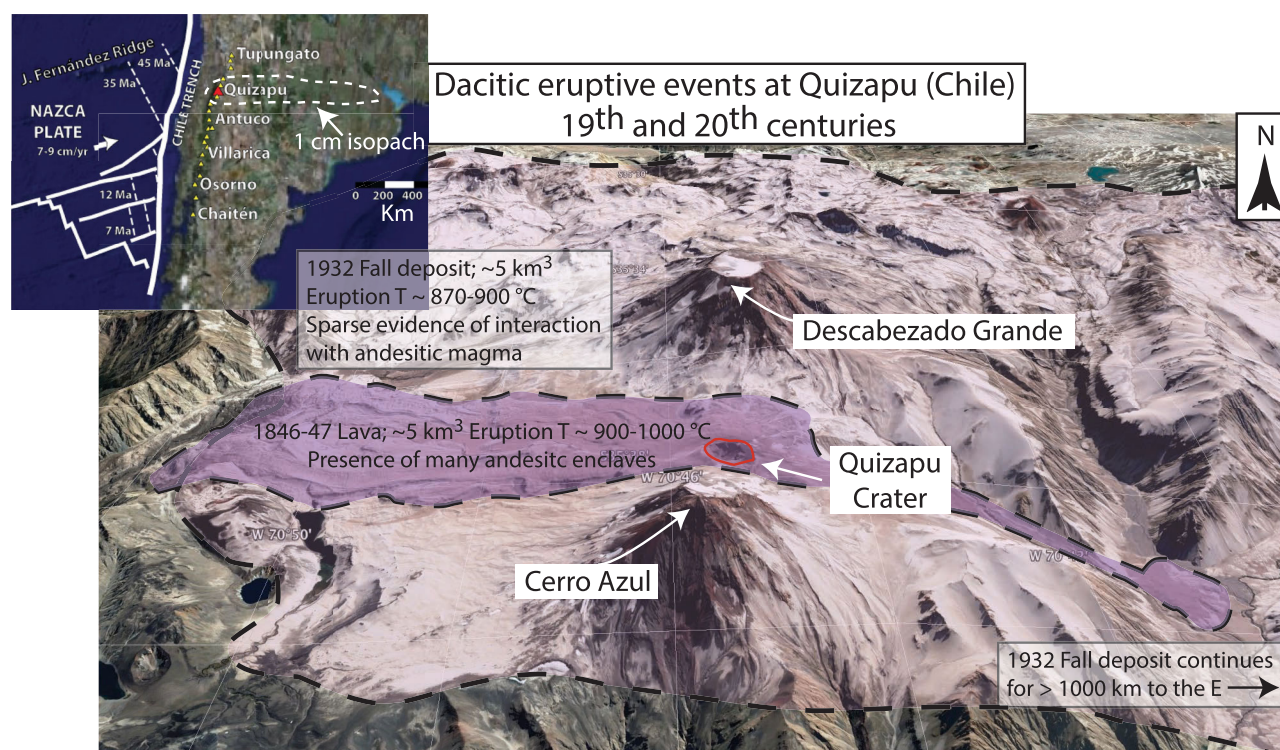 Dacitic eruptive events at Quizapu (Chile)
19th and 20th centuries
J. Fernández Ridge
45 Ma
35 Ma
NAZCA
PLATE
7-9 cm/yr
CHILE TRENCH
12 Ma
7 Ma
Tupungato
Quizapu
Antuco
1 cm isopach
Villarica
Osorno
Chaitén
0 200 400
Km
N
1932 Fall deposit; ~5 km3
Eruption T ~ 870-900 °C
Sparse evidence of interaction
with andesitic magma
Descabezado Grande
1846-47 Lava; ~5 km3 Eruption T ~ 900-1000 °C
Presence of many andesitc enclaves
Quizapu
Crater
W 70°46'
W 70°50'
Cerro Azul
1932 Fall deposit continues
for > 1000 km to the E